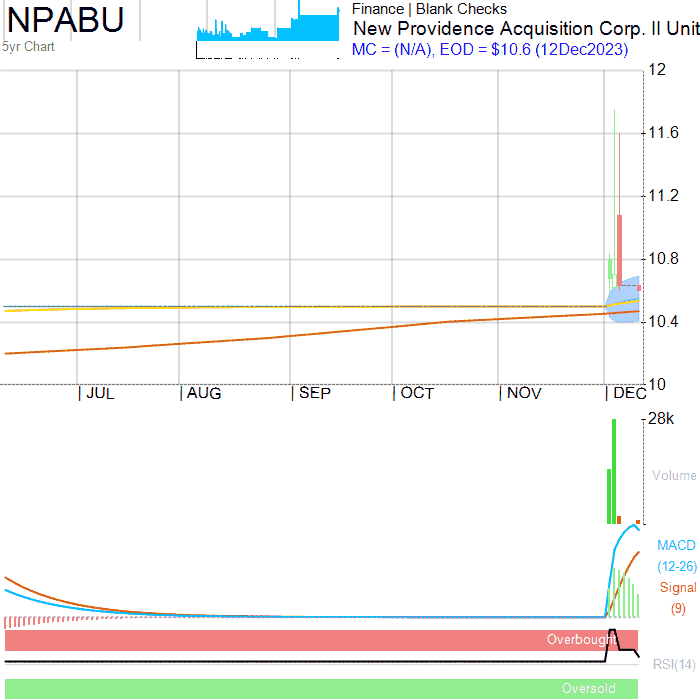 NPABU
5yr Chart
Finance | Blank Checks
New Providence Acquisition Corp. II Unit
MC = (N/A), EOD = $10.6 (12Dec2023)
12
11.6
11.2
10.8
10.4
10
| JUL | AUG | SEP | OCT | NOV | DEC
28k
Volume
MACD
(12-26)
Signal
(9)
Overbought
RSI(14)
Oversold